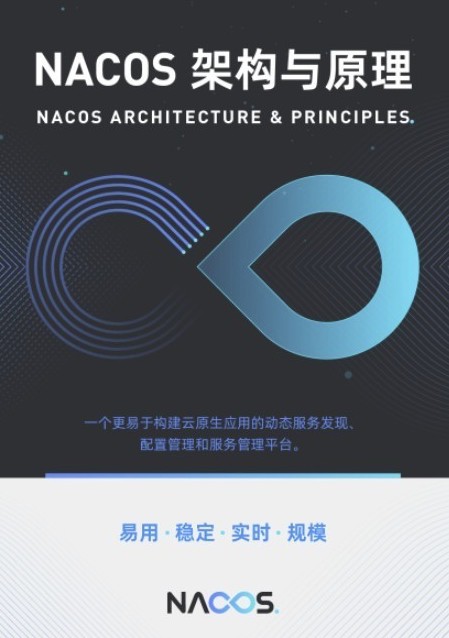 NACOS 架构与原理
NACOS ARCHITECTURE & PRINCIPLES.
一个更易于构建云原生应用的动态服务发现、
配置管理和服务管理平台。
易用·稳定·实时·规模
NACOS.